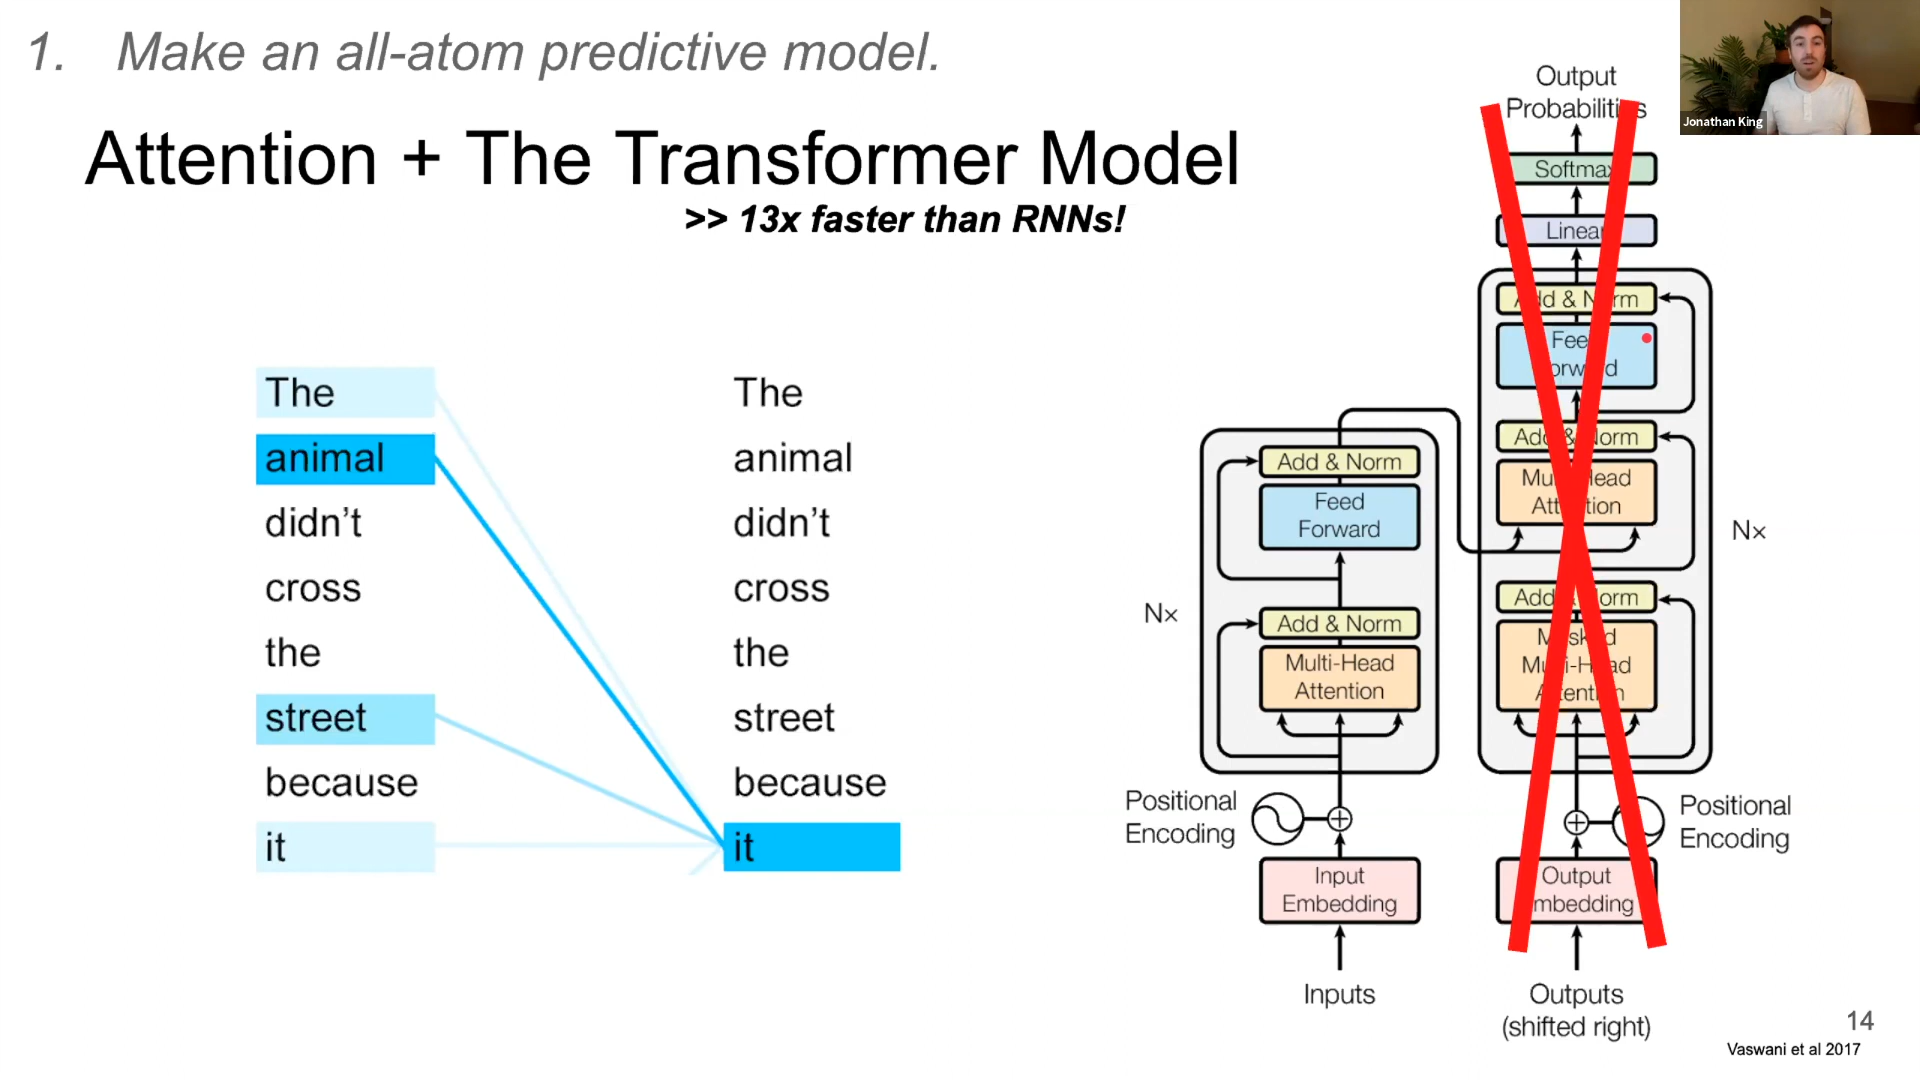 1. Make an all-atom predictive model.
Attention + The Transformer Model
>> 13x faster than RNNs!
The
animal
didn't
cross
the
street
because
it
The
animal
didn't
cross
the
street
because
it
Nx
Add & Norm
Feed
Forward
Add & Norm
Multi-Head
Attention
Positional
Encoding
Input
Embedding
Inputs
Output
Probabilities
Softmax
Linear
Add & Norm
Feed
Forward
Add & Norm
Multi-Head
Attention
Nx
Add & Norm
Masked
Multi-Head
Attention
Positional
Encoding
Output
Embedding
Outputs
(shifted right)
Jonathan King
14
Vaswani et al 2017